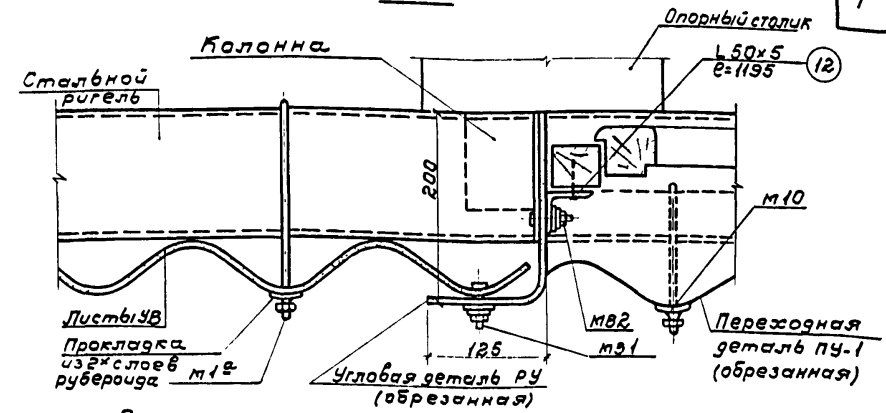 Опорный столик
Колонна
L 50×5
ℓ=1195
12
Стальной
ригель
200
м10
Листы УВ
Прокладка
из 2х слоев
рубероида
м1а
125
м82
м31
Угловая деталь РУ
(обрезанная)
Переходная
деталь ПУ-1
(обрезанная)